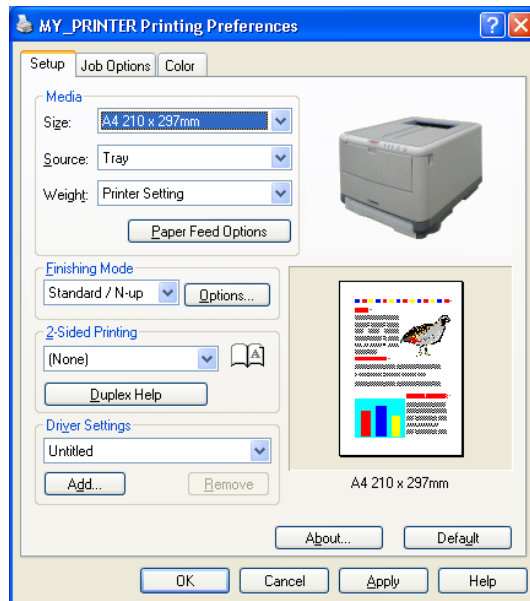 MY_PRINTER Printing Preferences
Setup
Job Options
Color
Media
Size:
A4 210 x 297mm
Source:
Tray
Weight:
Printer Setting
Paper Feed Options
Finishing Mode
Standard / N-up
Options...
2-Sided Printing
(None)
A
Duplex Help
Driver Settings
Untitled
Add...
Remove
A4 210 x 297mm
About...
Default
OK
Cancel
Apply
Help